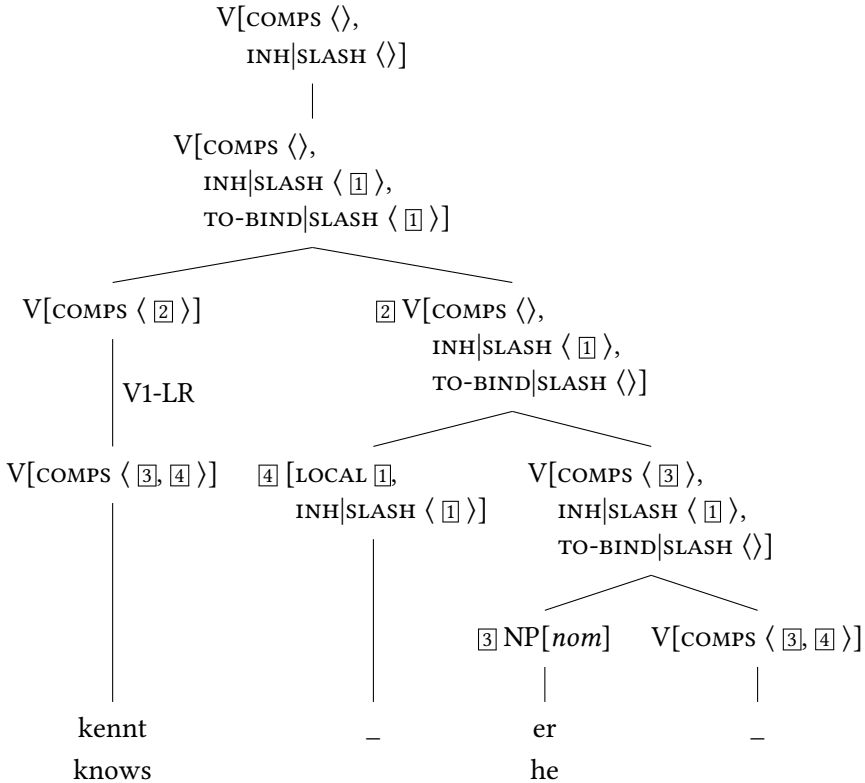 V[COMPS ⟨⟩,
INH|SLASH ⟨⟩]
V[COMPS ⟨⟩,
INH|SLASH ⟨ 1 ⟩,
TO-BIND|SLASH ⟨ 1 ⟩]
V[COMPS ⟨ 2 ⟩] 2 V[COMPS ⟨⟩,
INH|SLASH ⟨ 1 ⟩,
TO-BIND|SLASH ⟨⟩]
V1-LR
V[COMPS ⟨ 3, 4 ⟩] 4 [LOCAL 1, V[COMPS ⟨ 3 ⟩,
INH|SLASH ⟨ 1 ⟩] INH|SLASH ⟨ 1 ⟩,
TO-BIND|SLASH ⟨⟩]
3 NP[nom] V[COMPS ⟨ 3, 4 ⟩]
kennt _ er _
knows he